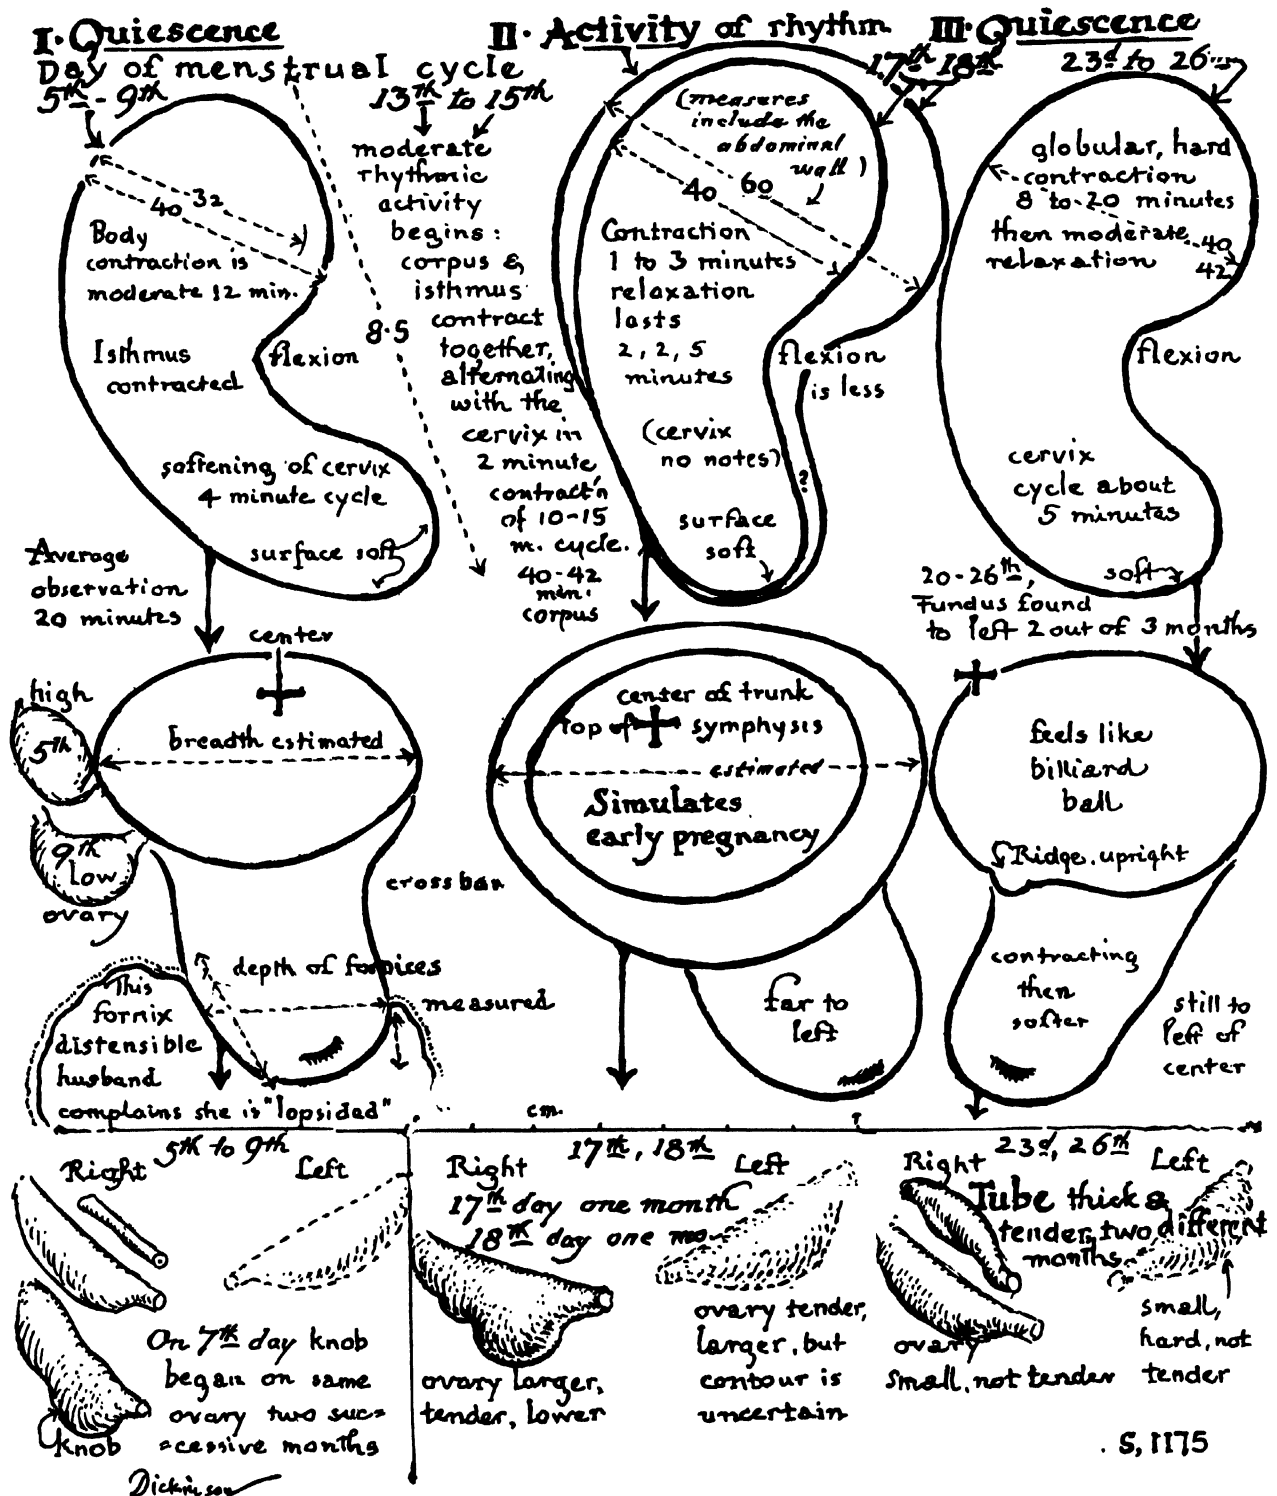 I. Quiescence
Day of menstrual cycle
5th - 9th
32
40
Body
contraction is
moderate 12 min.
Isthmus
contracted
flexion
softening of cervix
4 minute cycle
surface soft
8.5
13th to 15th
moderate
rhythmic
activity
begins:
corpus &
isthmus
contract
together,
alternating
with the
cervix in
2 minute
contract'n
of 10-15
m. cycle.
40-42
min.
corpus
II. Activity of rhythm
17th 18th
(measures
include the
abdominal
wall)
60
40
Contraction
1 to 3 minutes
relaxation
lasts
2, 2, 5
minutes
flexion
is less
(cervix
no notes)
?
surface
soft
III. Quiescence
23d to 26
globular, hard
contraction
8 to 20 minutes
then moderate
relaxation
40
42
flexion
cervix
cycle about
5 minutes
soft
20-26th,
Fundus found
to left 2 out of 3 months
Average
observation
20 minutes
center
high
5th
breadth estimated
9th
low
ovary
crossbar
depth of fornices
measured
This
fornix
distensible
husband
complains she is "lopsided"
center of trunk
Top of symphysis
estimated
Simulates
early pregnancy
far to
left
feels like
billiard
ball
Ridge, upright
contracting
then
softer
still to
left of
center
cm.
5th to 9th
Right
Left
On 7th day knob
began on same
ovary two suc=
=cessive months
knob
Dickinson
17th, 18th
Right
Left
17th day one month
18th day one mo
ovary larger,
tender, lower
ovary tender,
larger, but
contour is
uncertain
23d, 26th
Right
Left
Tube thick &
tender, two different
months
ovary
small, not tender
small,
hard, not
tender
. S, 1175